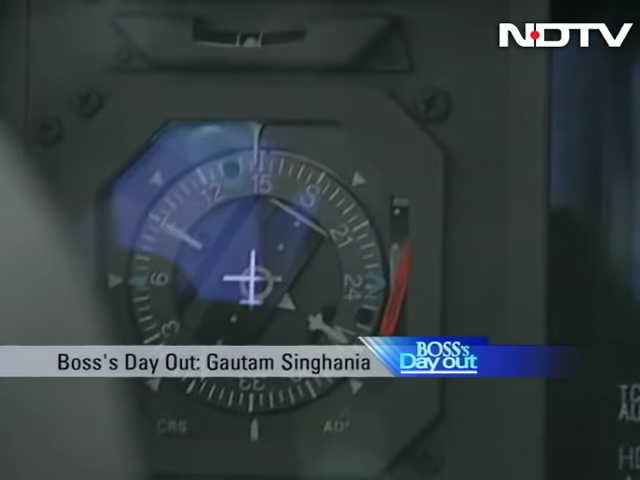 NDTV
12
15
S
21
6
24
3
33
Boss's Day Out: Gautam Singhania
BOSS's
Day out
CRS